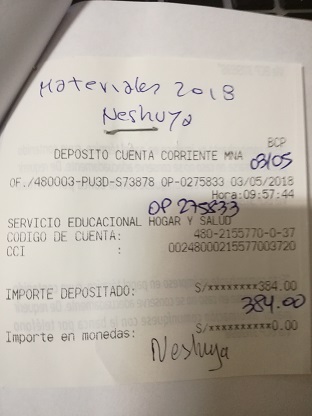 Materiales 2018
Neshuya
BCP
DEPOSITO CUENTA CORRIENTE MNA
03/05
OF./480003-PU3D-S73878 OP-0275833 03/05/2018
Hora:09:57:44
OP 275833
SERVICIO EDUCACIONAL HOGAR Y SALUD
CODIGO DE CUENTA: 480-2155770-0-37
CCI : 00248000215577003720
IMPORTE DEPOSITADO: S/*********384.00
384.00
Importe en monedas: S/***********0.00
Neshuya